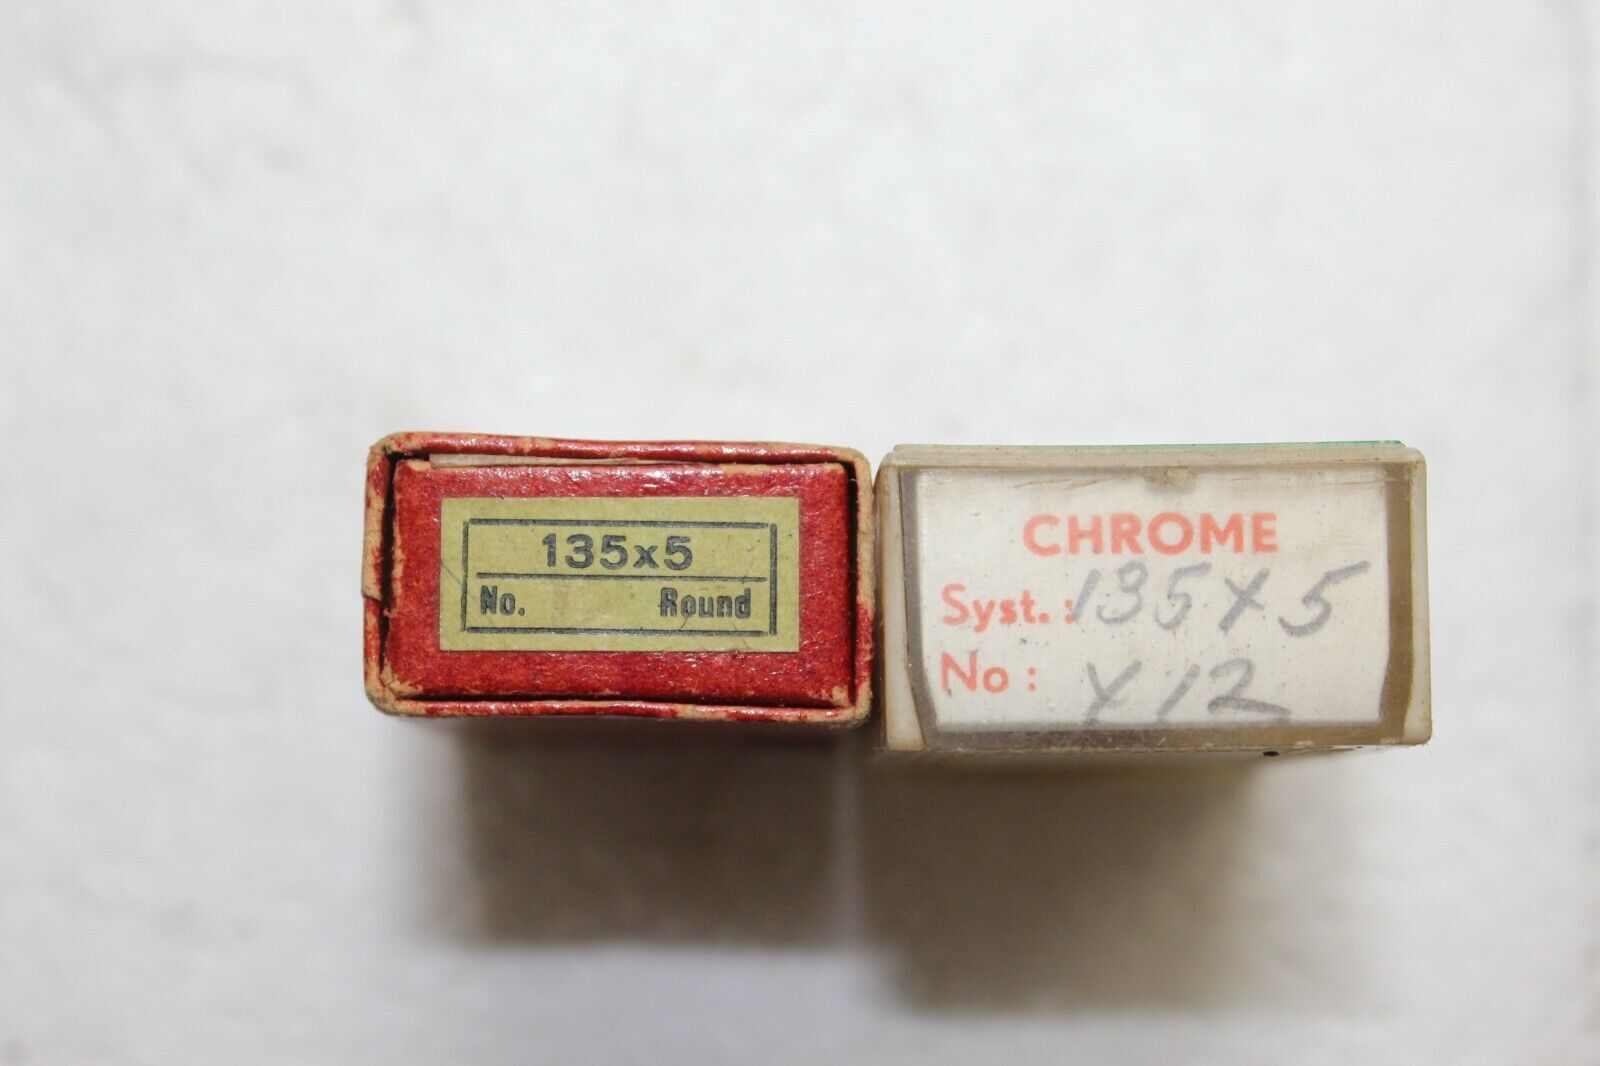 135x5
No. Round
CHROME
Syst.: 135x5
No: x12